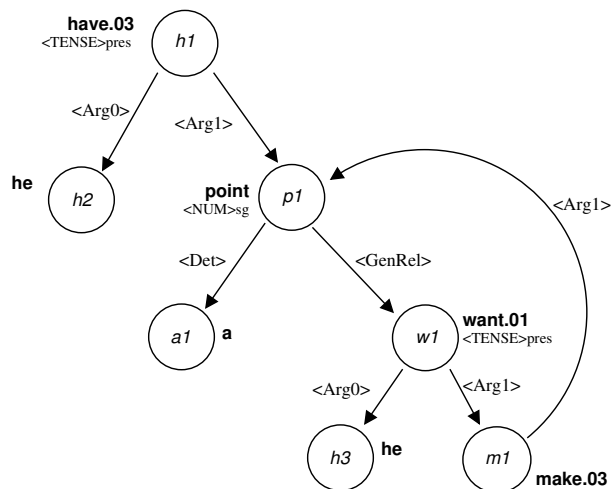 have.03
<TENSE>pres
h1
<Arg0>
<Arg1>
he
h2
point
<NUM>sg
p1
<Arg1>
<Det>
<GenRel>
a1
a
w1
want.01
<TENSE>pres
<Arg0>
<Arg1>
h3
he
m1
make.03